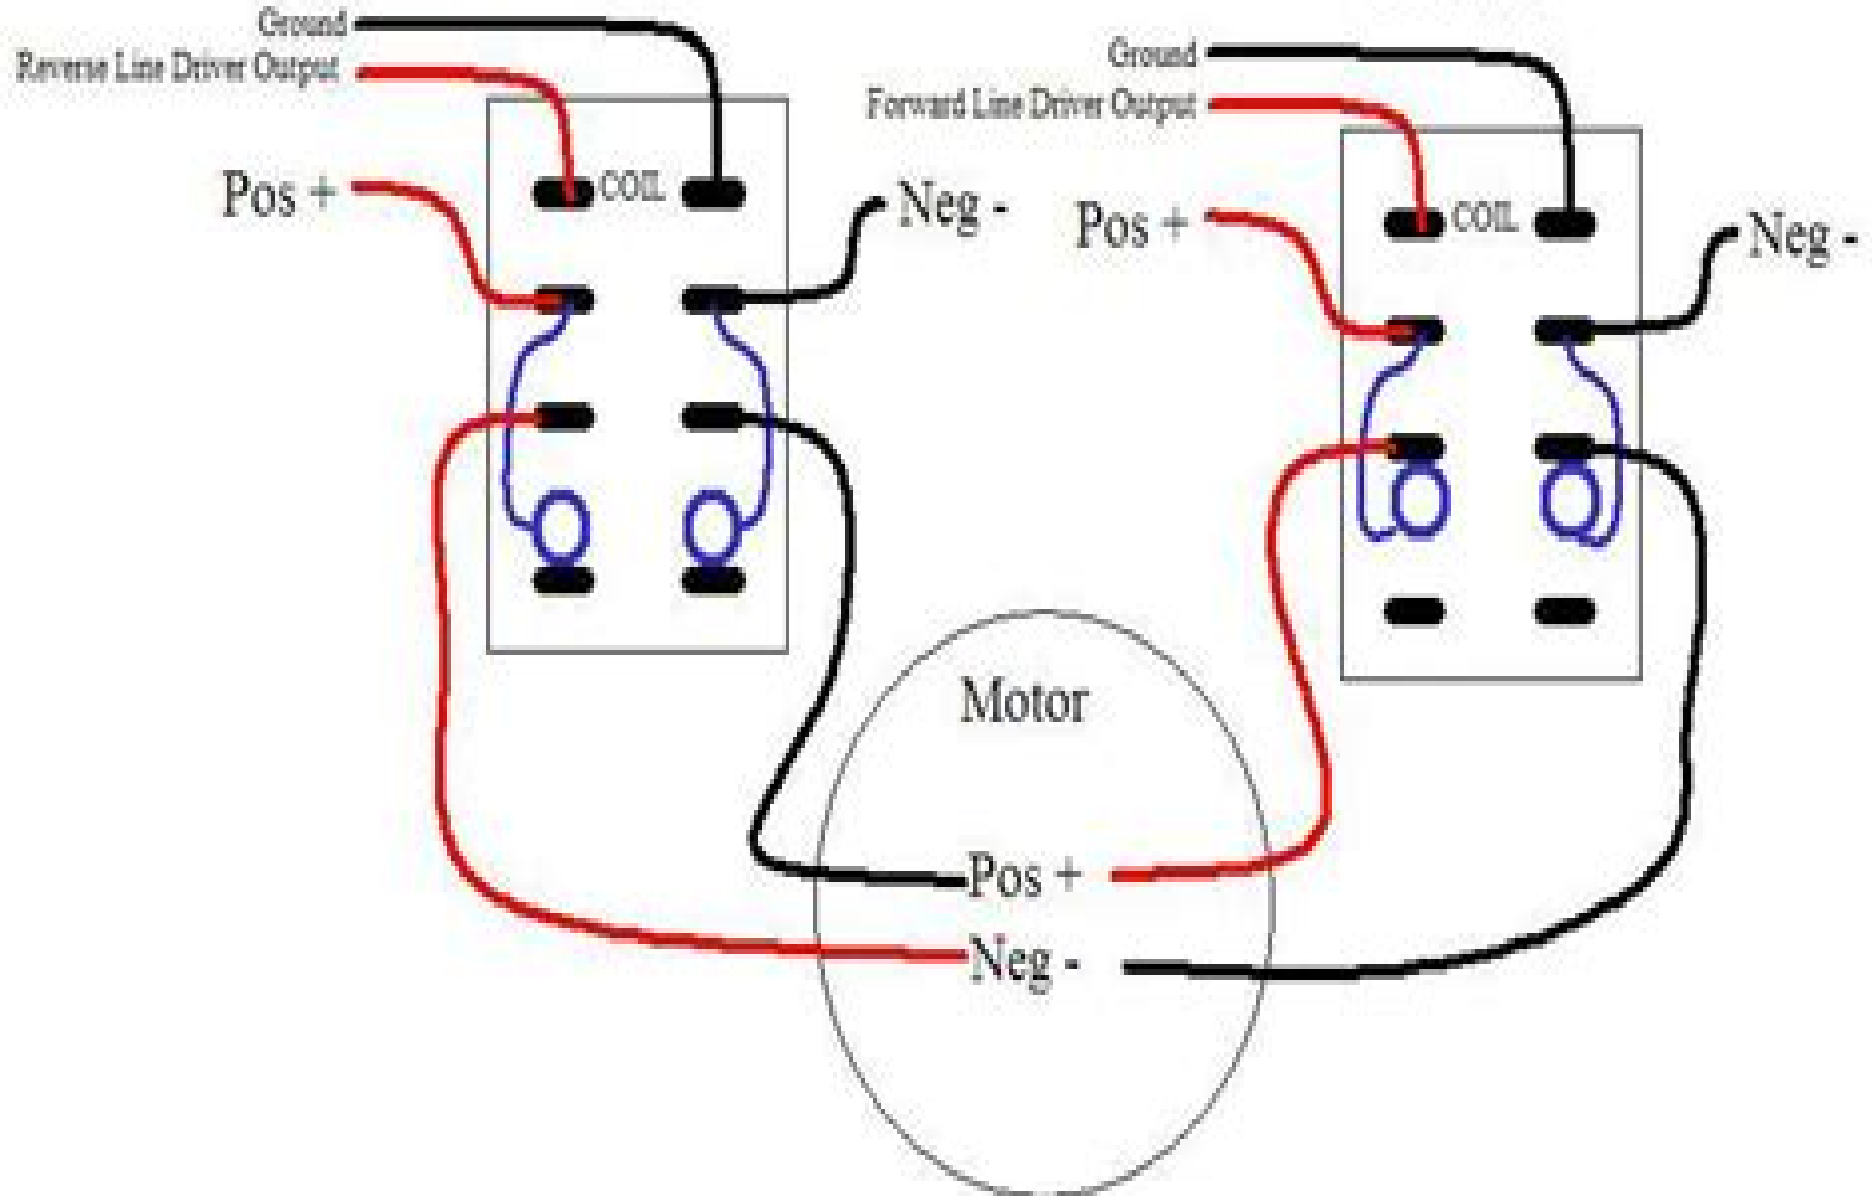 Ground
Reverse Line Driver Output
Pos +
COIL
Neg -
Ground
Forward Line Driver Output
Pos +
COIL
Neg -
Motor
Pos +
Neg -